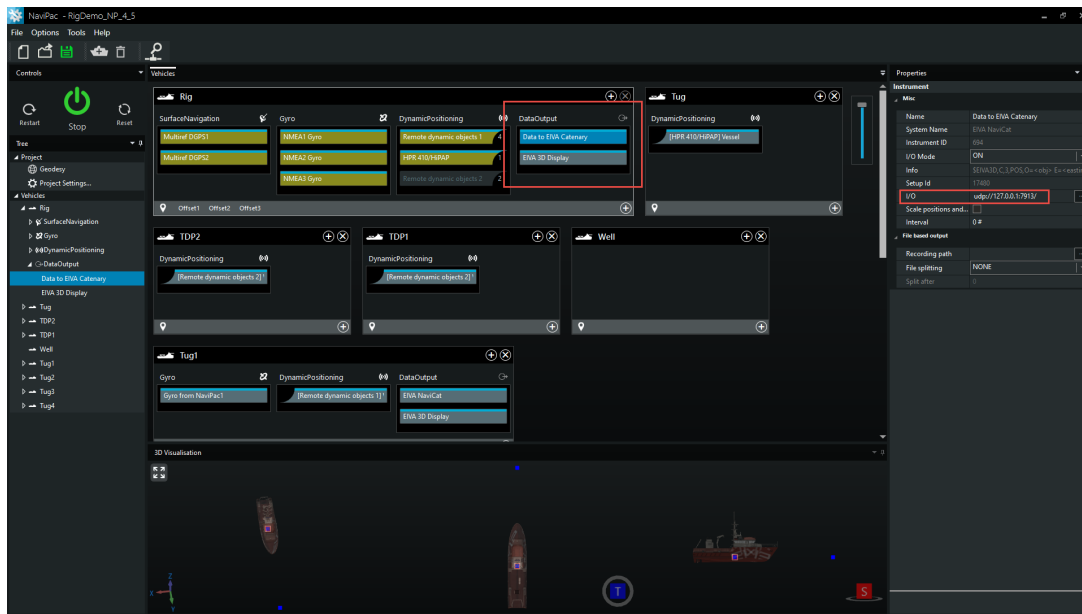 NaviPac - RigDemo_NP_4_5
File Options Tools Help
Controls
Restart
Stop
Reset
Tree
Project
Geodesy
Project Settings...
Vehicles
Rig
SurfaceNavigation
Gyro
DynamicPositioning
DataOutput
Data to EIVA Catenary
EIVA 3D Display
Tug
TDP2
TDP1
Well
Tug1
Tug2
Tug3
Tug4
Vehicles
Rig
SurfaceNavigation
Multiref DGPS1
Multiref DGPS2
Gyro
NMEA1 Gyro
NMEA2 Gyro
NMEA3 Gyro
DynamicPositioning
Remote dynamic objects 1 4
HPR 410/HiPAP 1
Remote dynamic objects 2 2
DataOutput
Data to EIVA Catenary
EIVA 3D Display
Offset1 Offset2 Offset3
Tug
DynamicPositioning
[HPR 410/HiPAP] Vessel
TDP2
DynamicPositioning
[Remote dynamic objects 2]'
TDP1
DynamicPositioning
[Remote dynamic objects 2]'
Well
Tug1
Gyro
Gyro from NaviPac1
DynamicPositioning
[Remote dynamic objects 1]'
DataOutput
EIVA NaviCat
EIVA 3D Display
3D Visualisation
X
Z
Y
T
S
Properties
Instrument
Misc
Name Data to EIVA Catenary
System Name EIVA NaviCat
Instrument ID 694
I/O Mode ON
Info $EIVA3D,C,3,POS,O=<obj> E=<easti
Setup Id 17480
I/O udp://127.0.0.1:7913/
Scale positions and...
Interval 0 #
File based output
Recording path
File splitting NONE
Split after 0